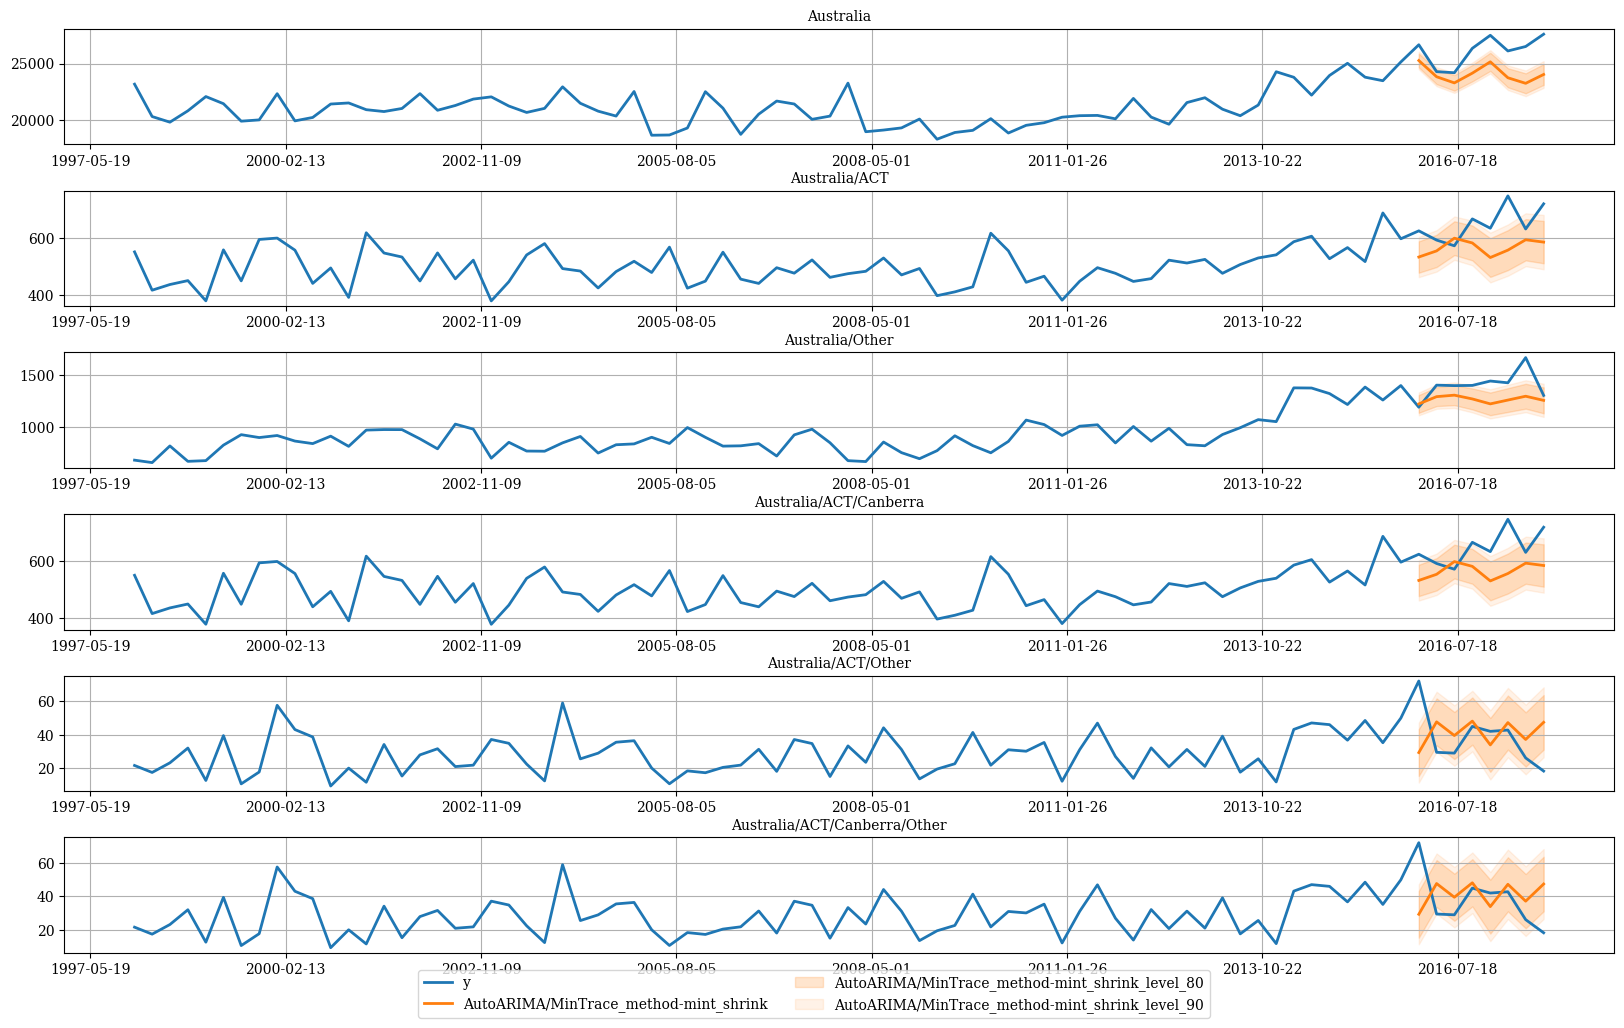 Australia
25000
20000
1997-05-19 2000-02-13 2002-11-09 2005-08-05 2008-05-01 2011-01-26 2013-10-22 2016-07-18
Australia/ACT
600
400
1997-05-19 2000-02-13 2002-11-09 2005-08-05 2008-05-01 2011-01-26 2013-10-22 2016-07-18
Australia/Other
1500
1000
1997-05-19 2000-02-13 2002-11-09 2005-08-05 2008-05-01 2011-01-26 2013-10-22 2016-07-18
Australia/ACT/Canberra
600
400
1997-05-19 2000-02-13 2002-11-09 2005-08-05 2008-05-01 2011-01-26 2013-10-22 2016-07-18
Australia/ACT/Other
60
40
20
1997-05-19 2000-02-13 2002-11-09 2005-08-05 2008-05-01 2011-01-26 2013-10-22 2016-07-18
Australia/ACT/Canberra/Other
60
40
20
1997-05-19 2000-02-13 2002-11-09 2005-08-05 2008-05-01 2011-01-26 2013-10-22 2016-07-18
y
AutoARIMA/MinTrace_method-mint_shrink
AutoARIMA/MinTrace_method-mint_shrink_level_80
AutoARIMA/MinTrace_method-mint_shrink_level_90